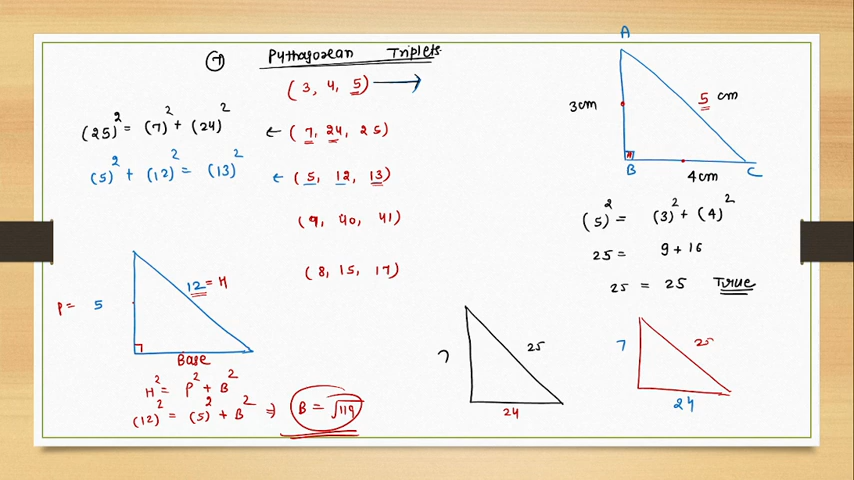 7 Pythagorean Triplets
(3, 4, 5) →
(25)² = (7)² + (24)² ← (7, 24, 25)
(5)² + (12)² = (13)² ← (5, 12, 13)
(9, 40, 41)
(8, 15, 17)
A
3cm
5 cm
B
C
4cm
(5)² = (3)² + (4)²
25 = 9 + 16
25 = 25 True
P = 5
12 = H
Base
H² = P² + B²
(12)² = (5)² + B² ⇒ B = √119
7
25
24
7
25
24